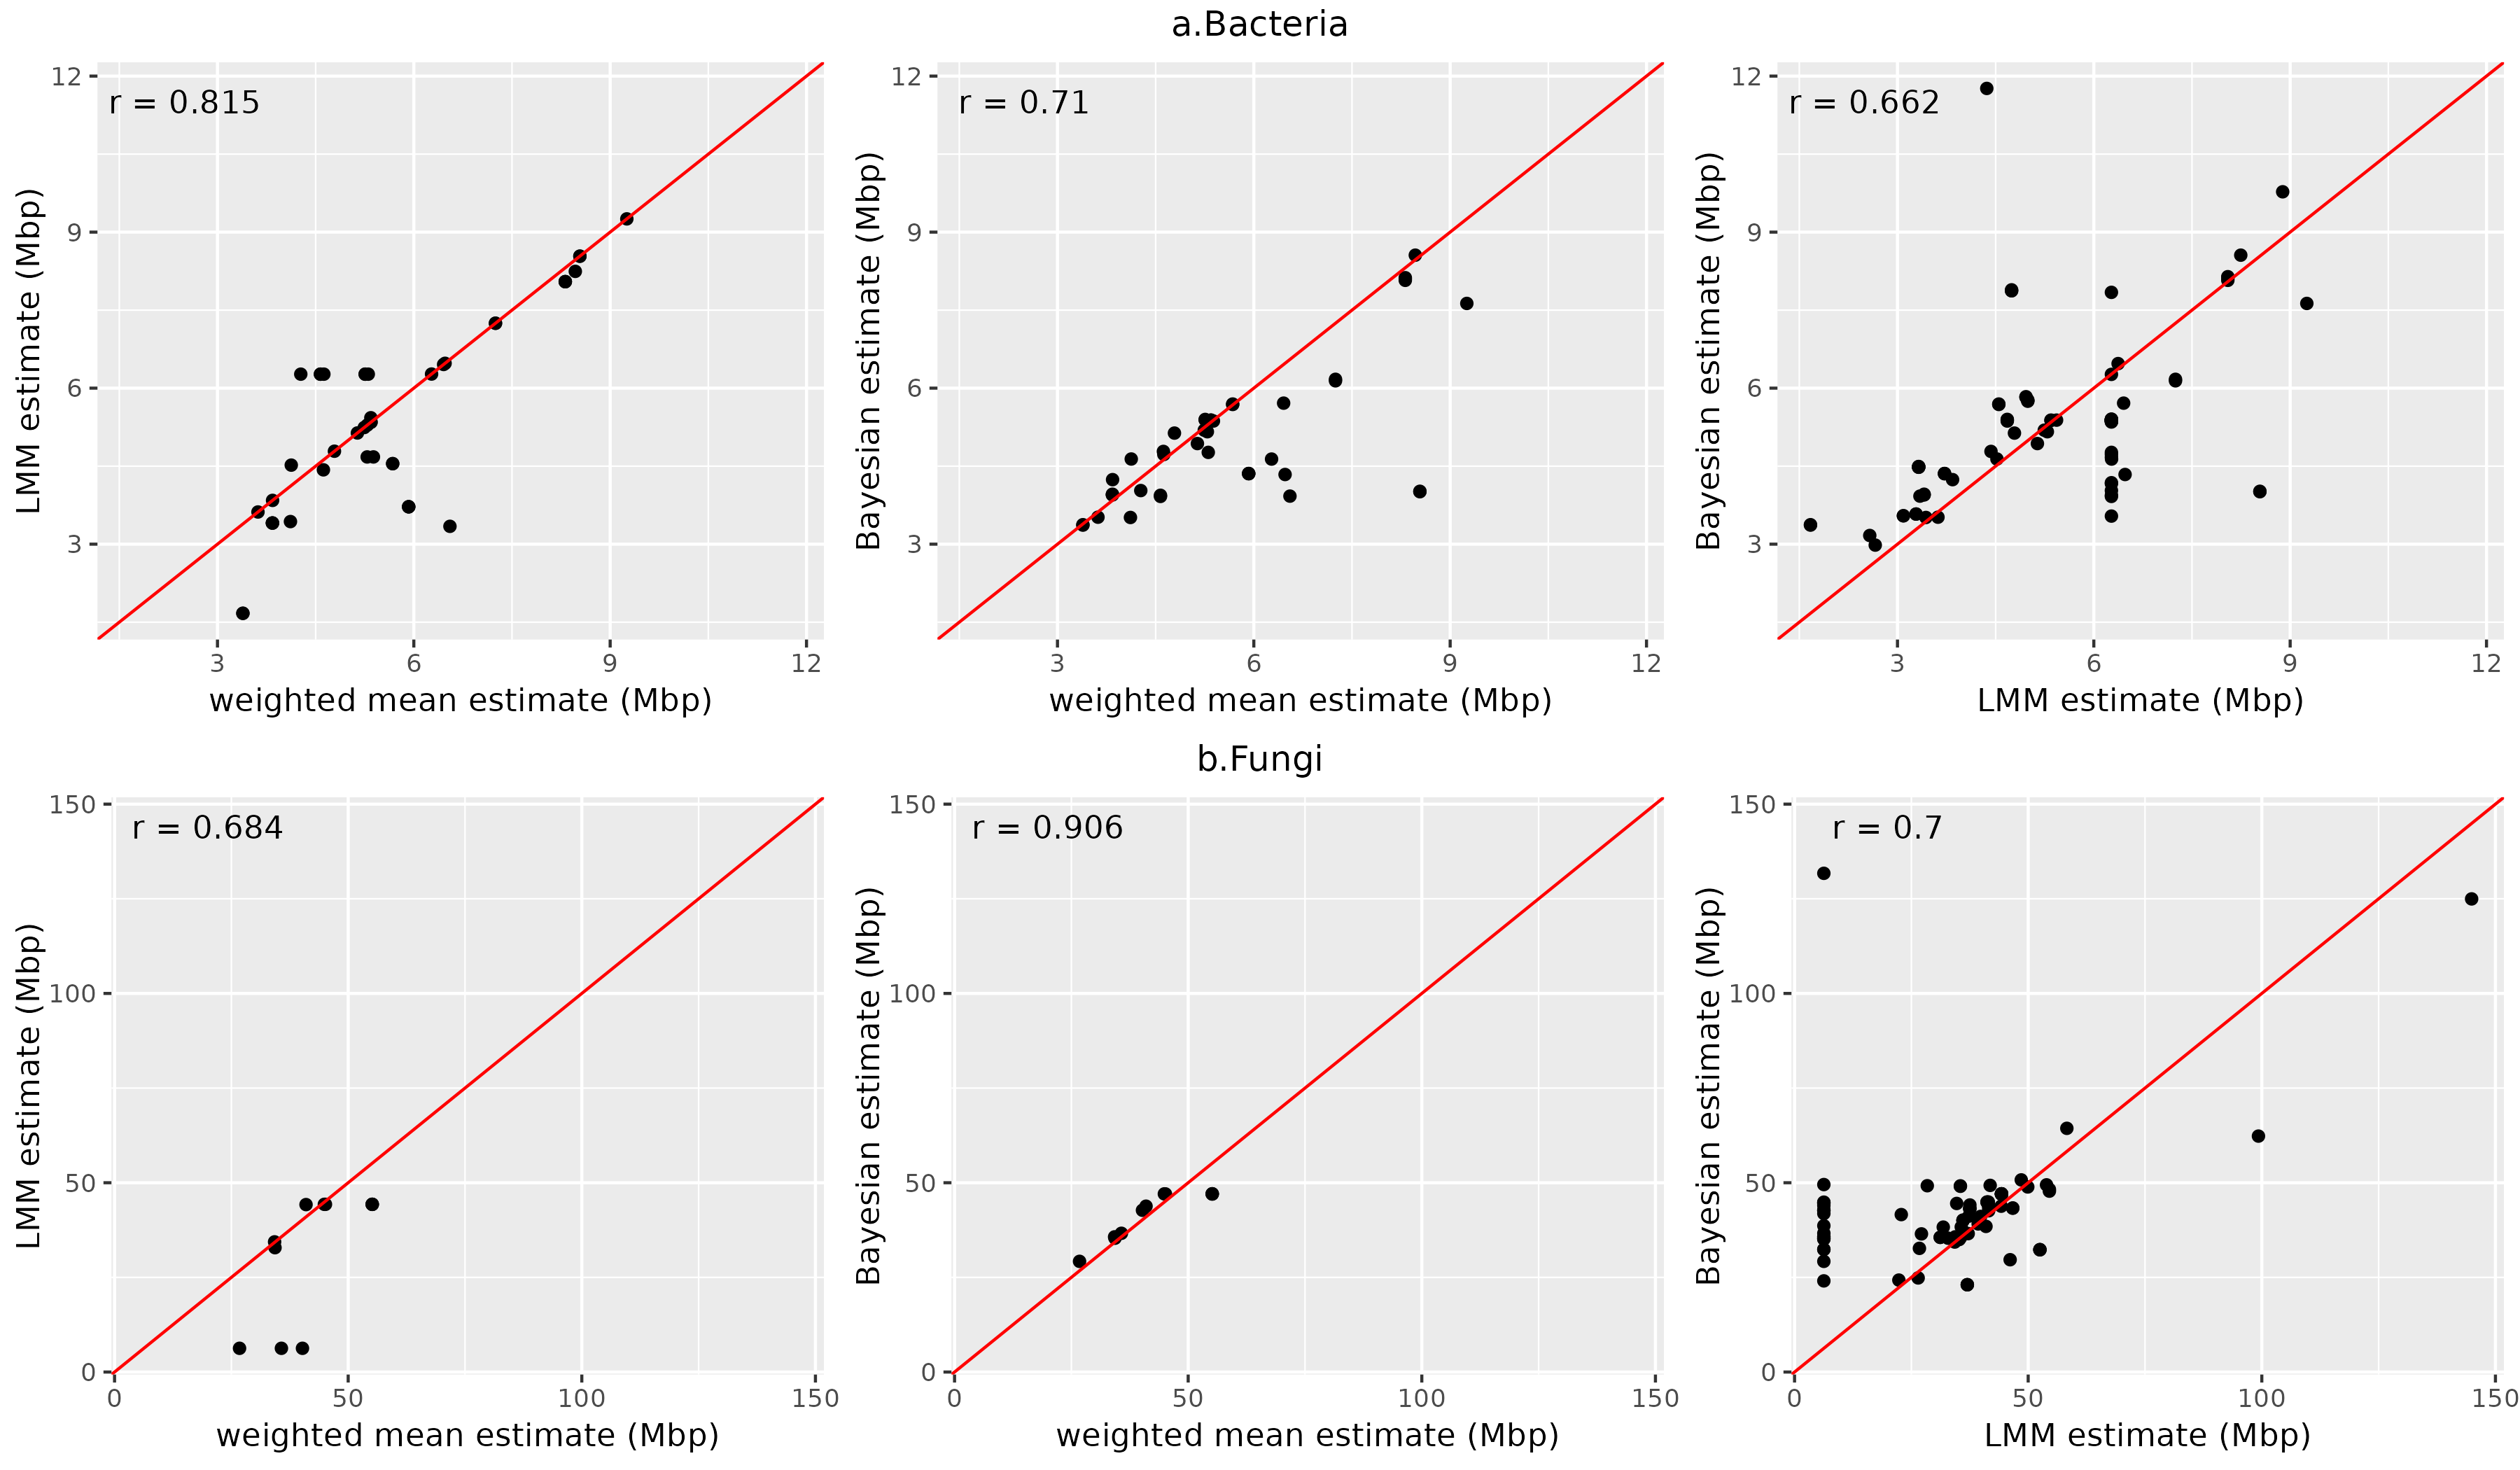 a.Bacteria
12
9
6
3
LMM estimate (Mbp)
r = 0.815
3
6
9
12
weighted mean estimate (Mbp)
12
9
6
3
Bayesian estimate (Mbp)
r = 0.71
3
6
9
12
weighted mean estimate (Mbp)
12
9
6
3
Bayesian estimate (Mbp)
r = 0.662
3
6
9
12
LMM estimate (Mbp)
b.Fungi
150
100
50
0
LMM estimate (Mbp)
r = 0.684
0
50
100
150
weighted mean estimate (Mbp)
150
100
50
0
Bayesian estimate (Mbp)
r = 0.906
0
50
100
150
weighted mean estimate (Mbp)
150
100
50
0
Bayesian estimate (Mbp)
r = 0.7
0
50
100
150
LMM estimate (Mbp)